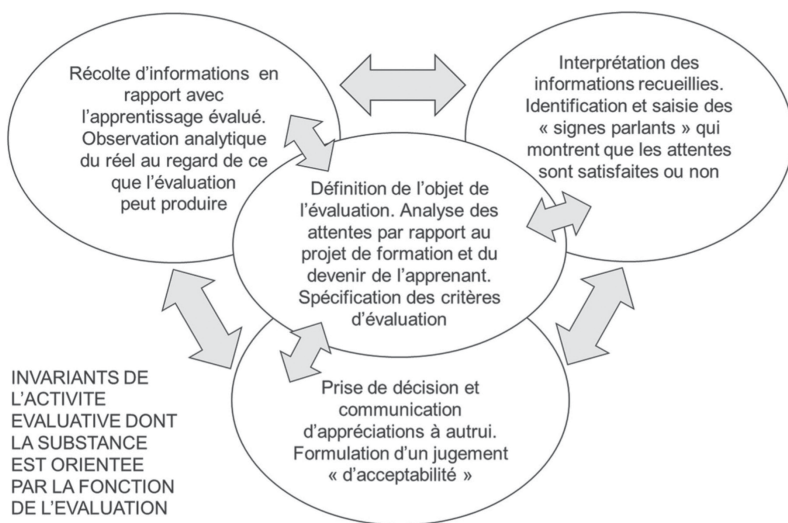 Récolte d'informations en
rapport avec
l'apprentissage évalué.
Observation analytique
du réel au regard de ce
que l'évaluation
peut produire
Interprétation des
informations recueillies.
Identification et saisie des
« signes parlants » qui
montrent que les attentes
sont satisfaites ou non
Définition de l'objet de
l'évaluation. Analyse des
attentes par rapport au
projet de formation et du
devenir de l'apprenant.
Spécification des critères
d'évaluation
Prise de décision et
communication
d'appréciations à autrui.
Formulation d'un jugement
« d'acceptabilité »
INVARIANTS DE
L'ACTIVITE
EVALUATIVE DONT
LA SUBSTANCE
EST ORIENTEE
PAR LA FONCTION
DE L'EVALUATION